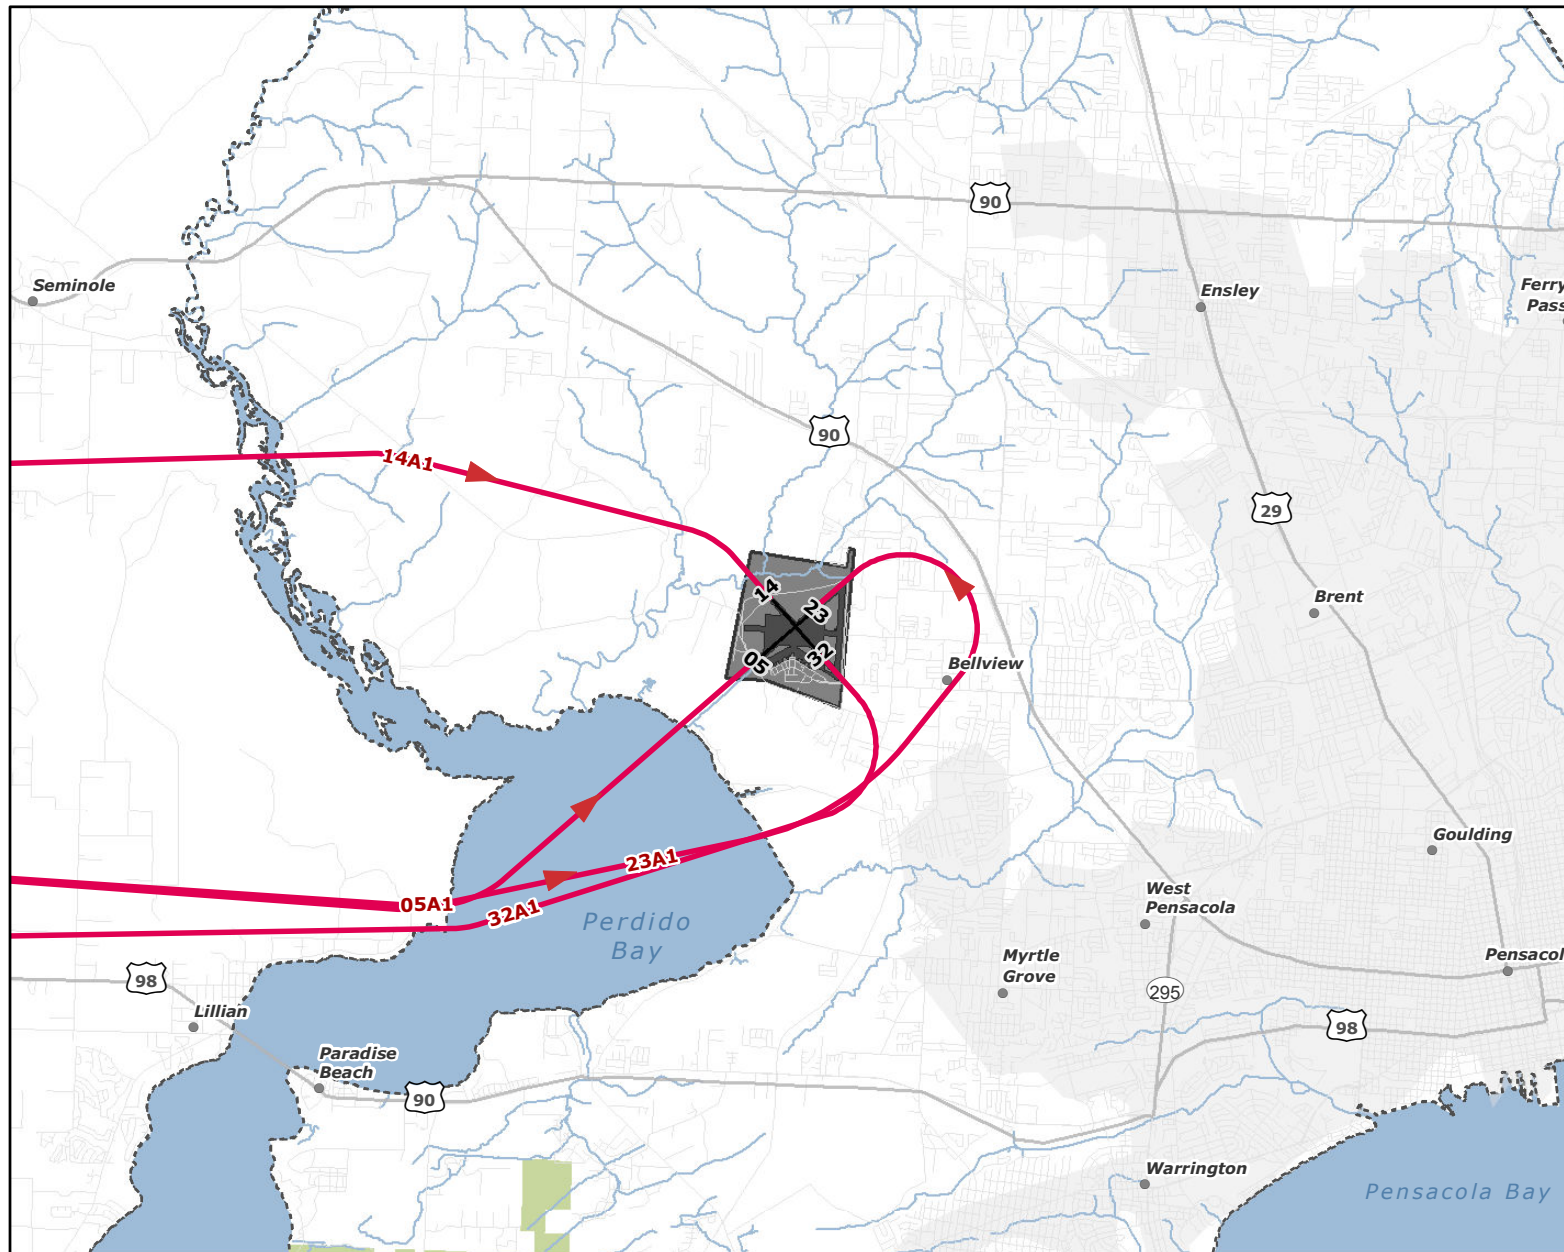 90
Seminole
Ensley
Ferry
Pass
90
14A1
29
14
23
Brent
05
32
Bellview
Goulding
23A1
West
Pensacola
05A1
32A1
Perdido
Bay
Myrtle
Grove
Pensacol
98
295
Lillian
98
Paradise
Beach
90
Warrington
Pensacola Bay